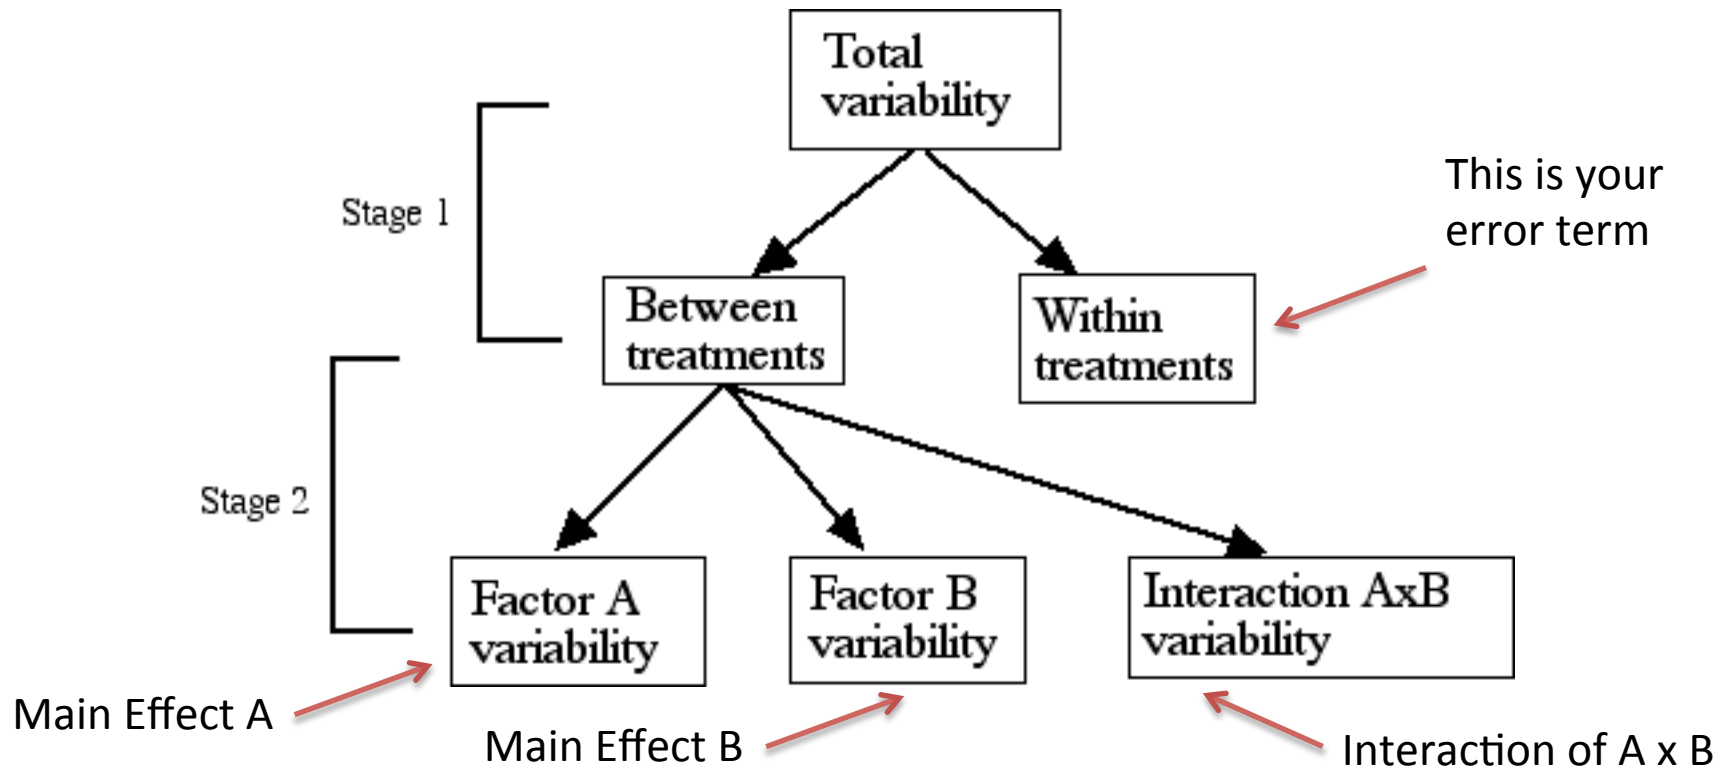 Total
variability
Stage 1
This is your
error term
Between
treatments
Within
treatments
Stage 2
Factor A
variability
Factor B
variability
Interaction AxB
variability
Main Effect A
Main Effect B
Interaction of A x B